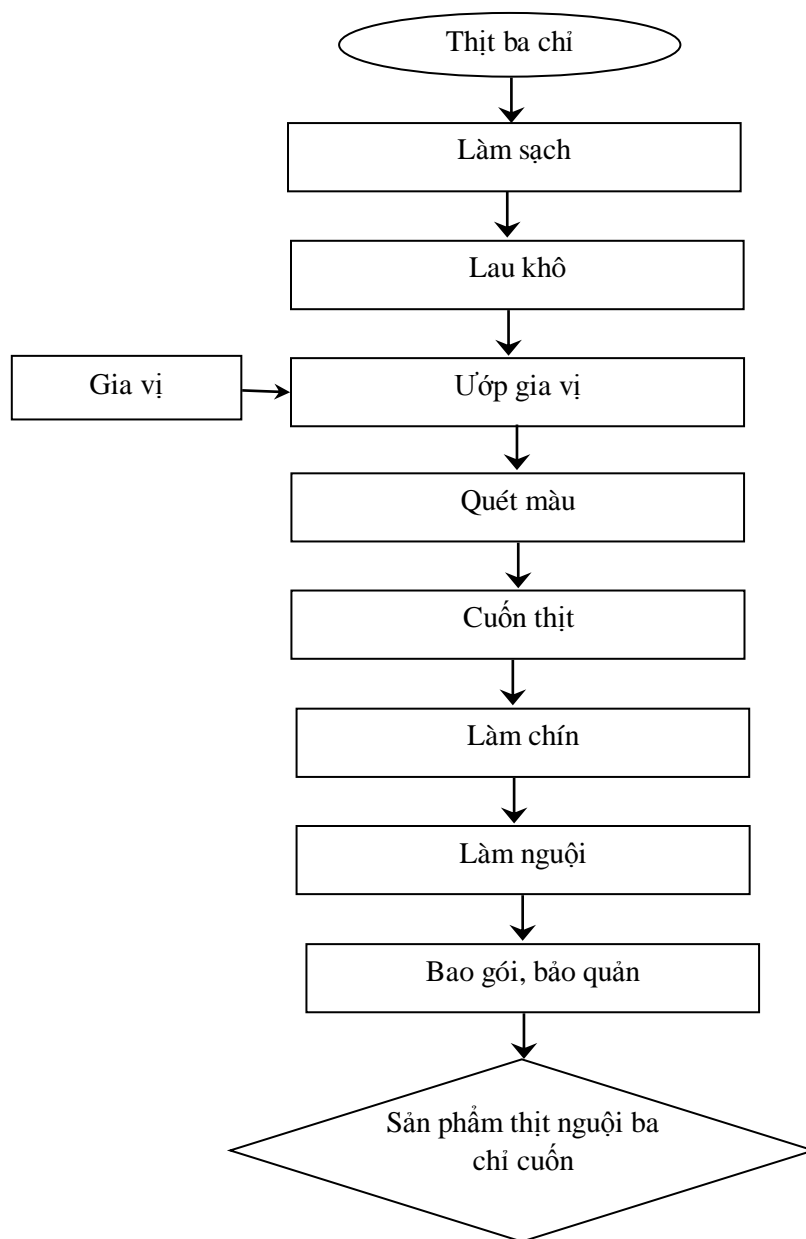 Thịt ba chỉ
Làm sạch
Lau khô
Gia vị
Ướp gia vị
Quét màu
Cuốn thịt
Làm chín
Làm nguội
Bao gói, bảo quản
Sản phẩm thịt nguội ba
chỉ cuốn